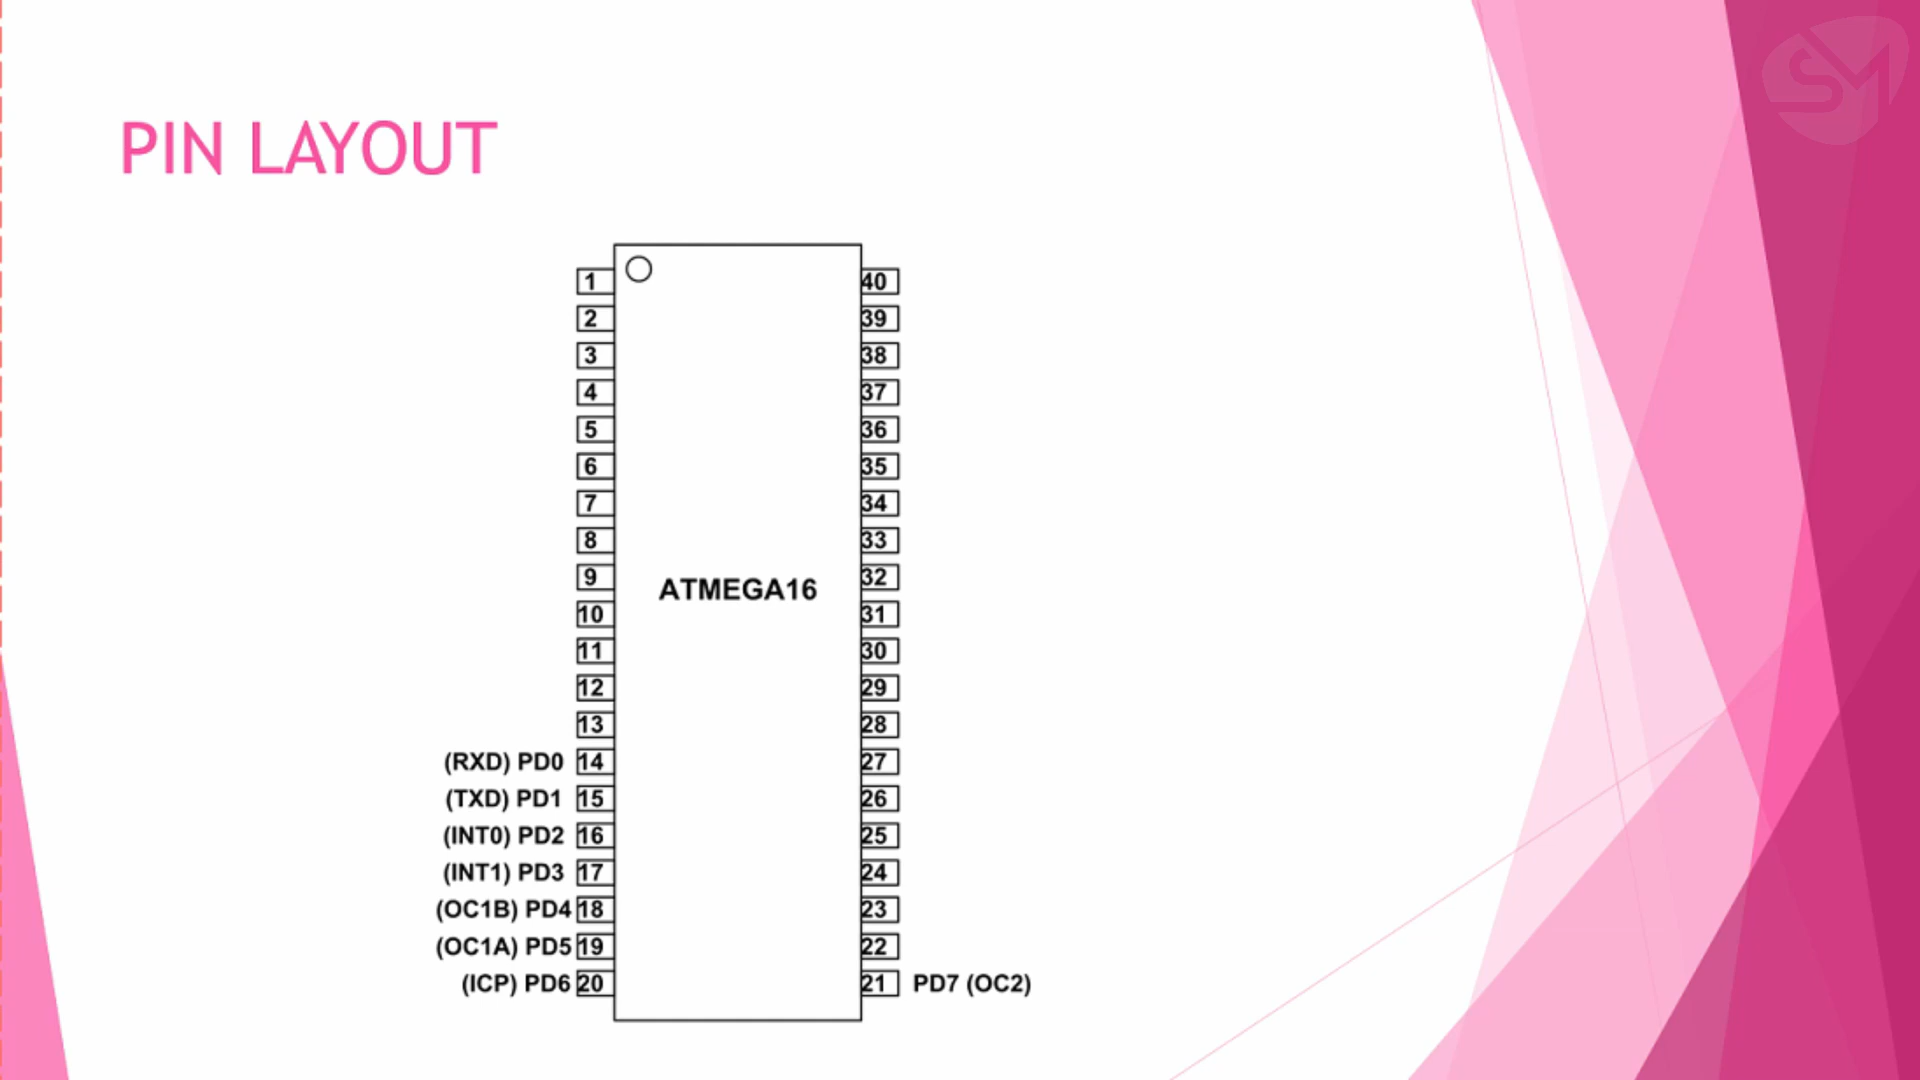 SM
PIN LAYOUT
1 40
2 39
3 38
4 37
5 36
6 35
7 34
8 33
9 32
ATMEGA16
10 31
11 30
12 29
13 28
(RXD) PD0 14 27
(TXD) PD1 15 26
(INT0) PD2 16 25
(INT1) PD3 17 24
(OC1B) PD4 18 23
(OC1A) PD5 19 22
(ICP) PD6 20 21 PD7 (OC2)